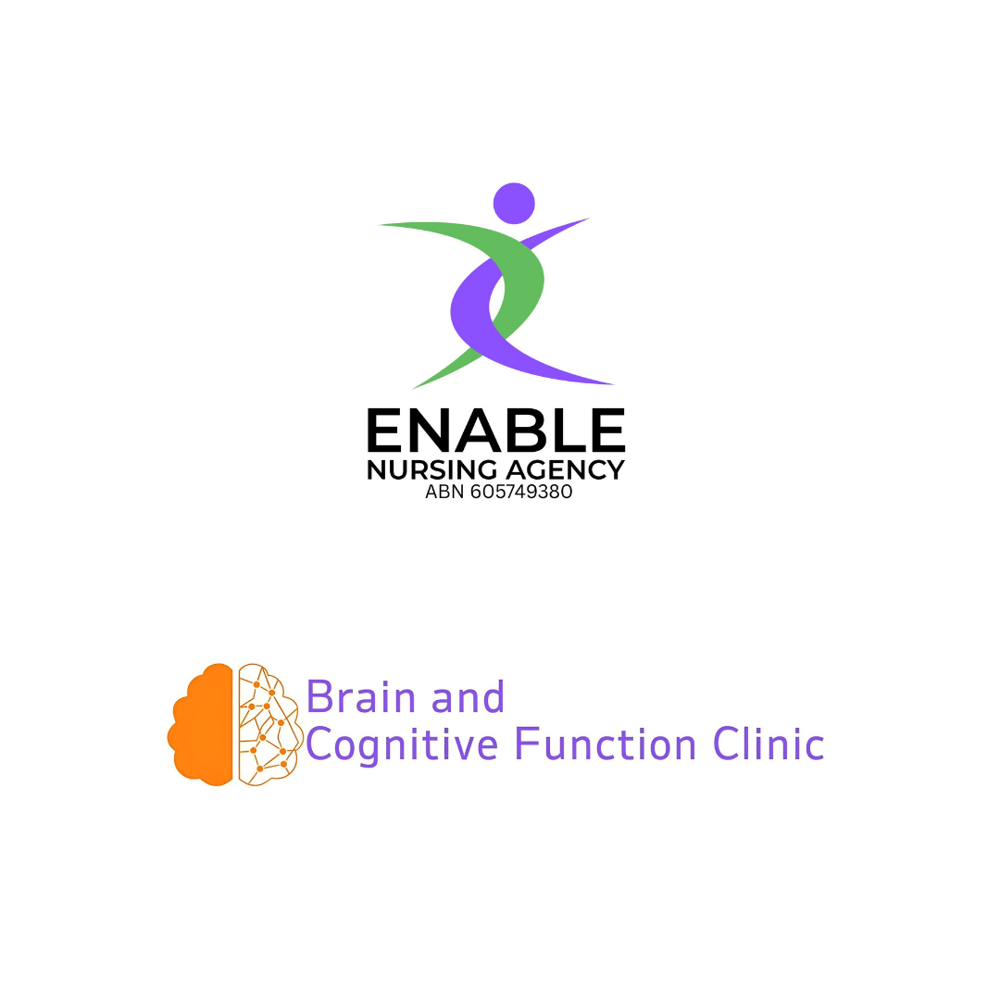 ENABLE
NURSING AGENCY
ABN 605749380
Brain and
Cognitive Function Clinic